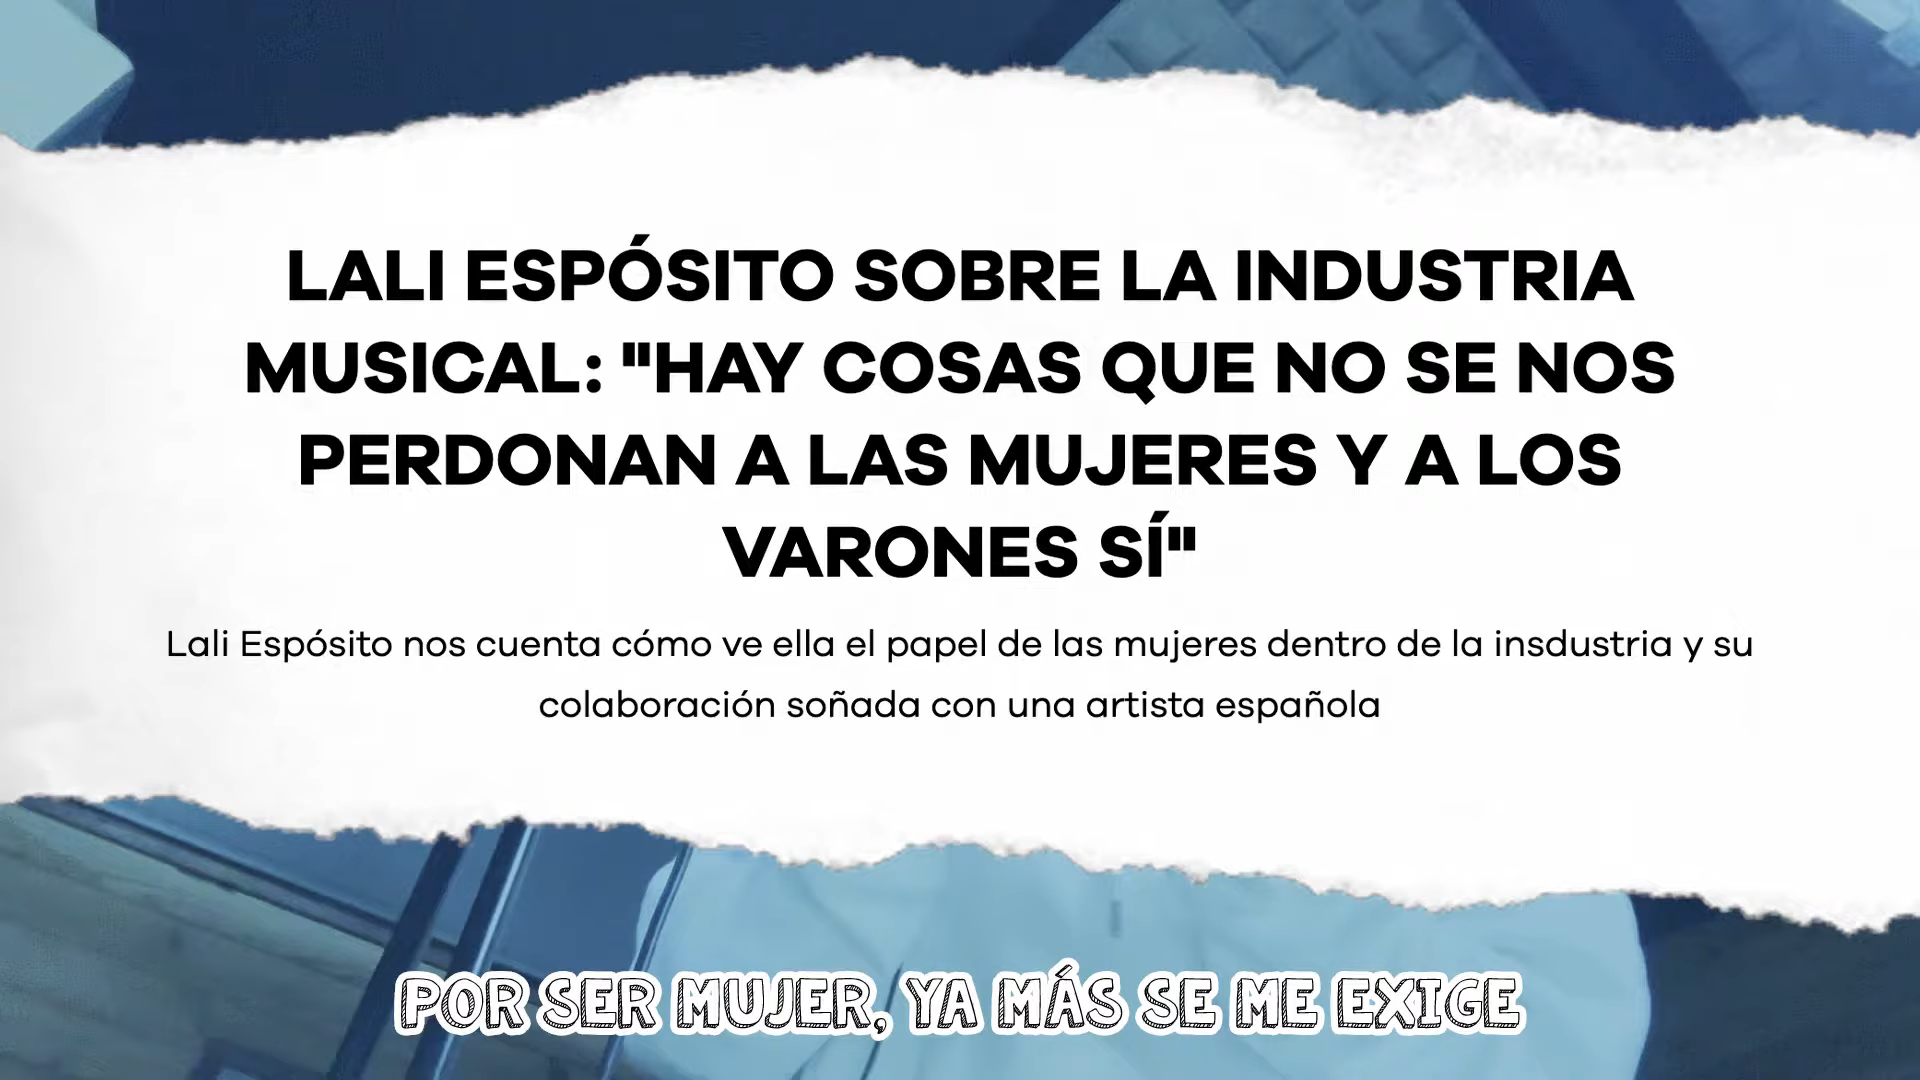 LALI ESPÓSITO SOBRE LA INDUSTRIA
MUSICAL: "HAY COSAS QUE NO SE NOS
PERDONAN A LAS MUJERES Y A LOS
VARONES SÍ"
Lali Espósito nos cuenta cómo ve ella el papel de las mujeres dentro de la insdustria y su
colaboración soñada con una artista española
POR SER MUJER, YA MÁS SE ME EXIGE